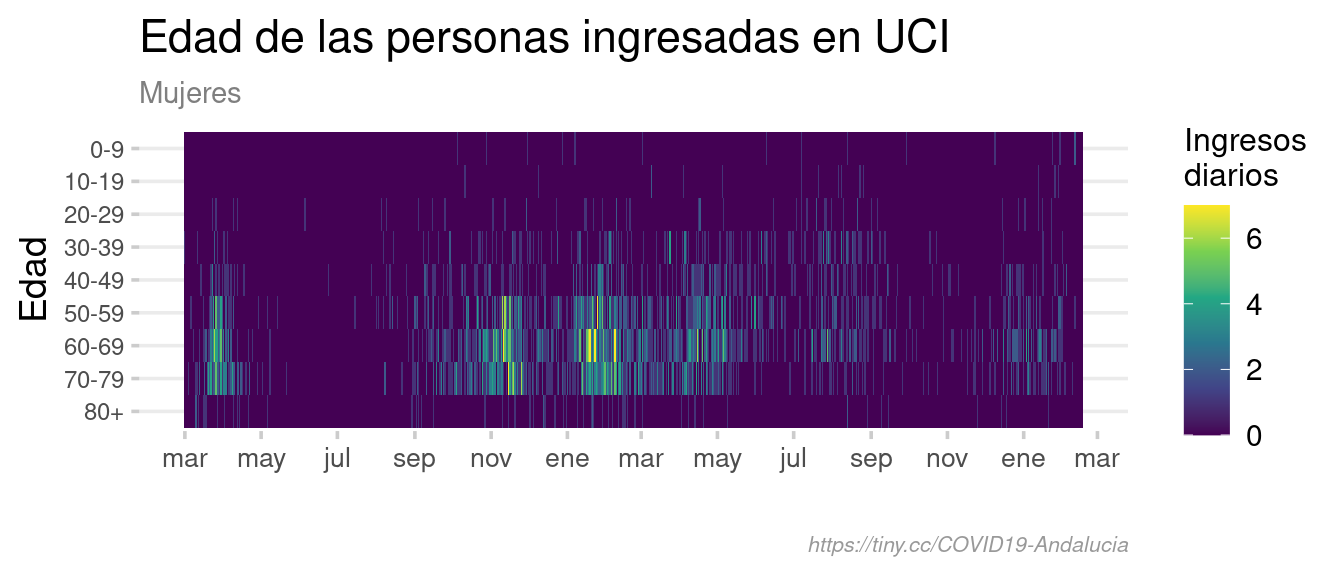 Edad de las personas ingresadas en UCI
Mujeres
Edad
0-9
10-19
20-29
30-39
40-49
50-59
60-69
70-79
80+
mar may jul sep nov ene mar may jul sep nov ene mar
Ingresos
diarios
6
4
2
0
https://tiny.cc/COVID19-Andalucia